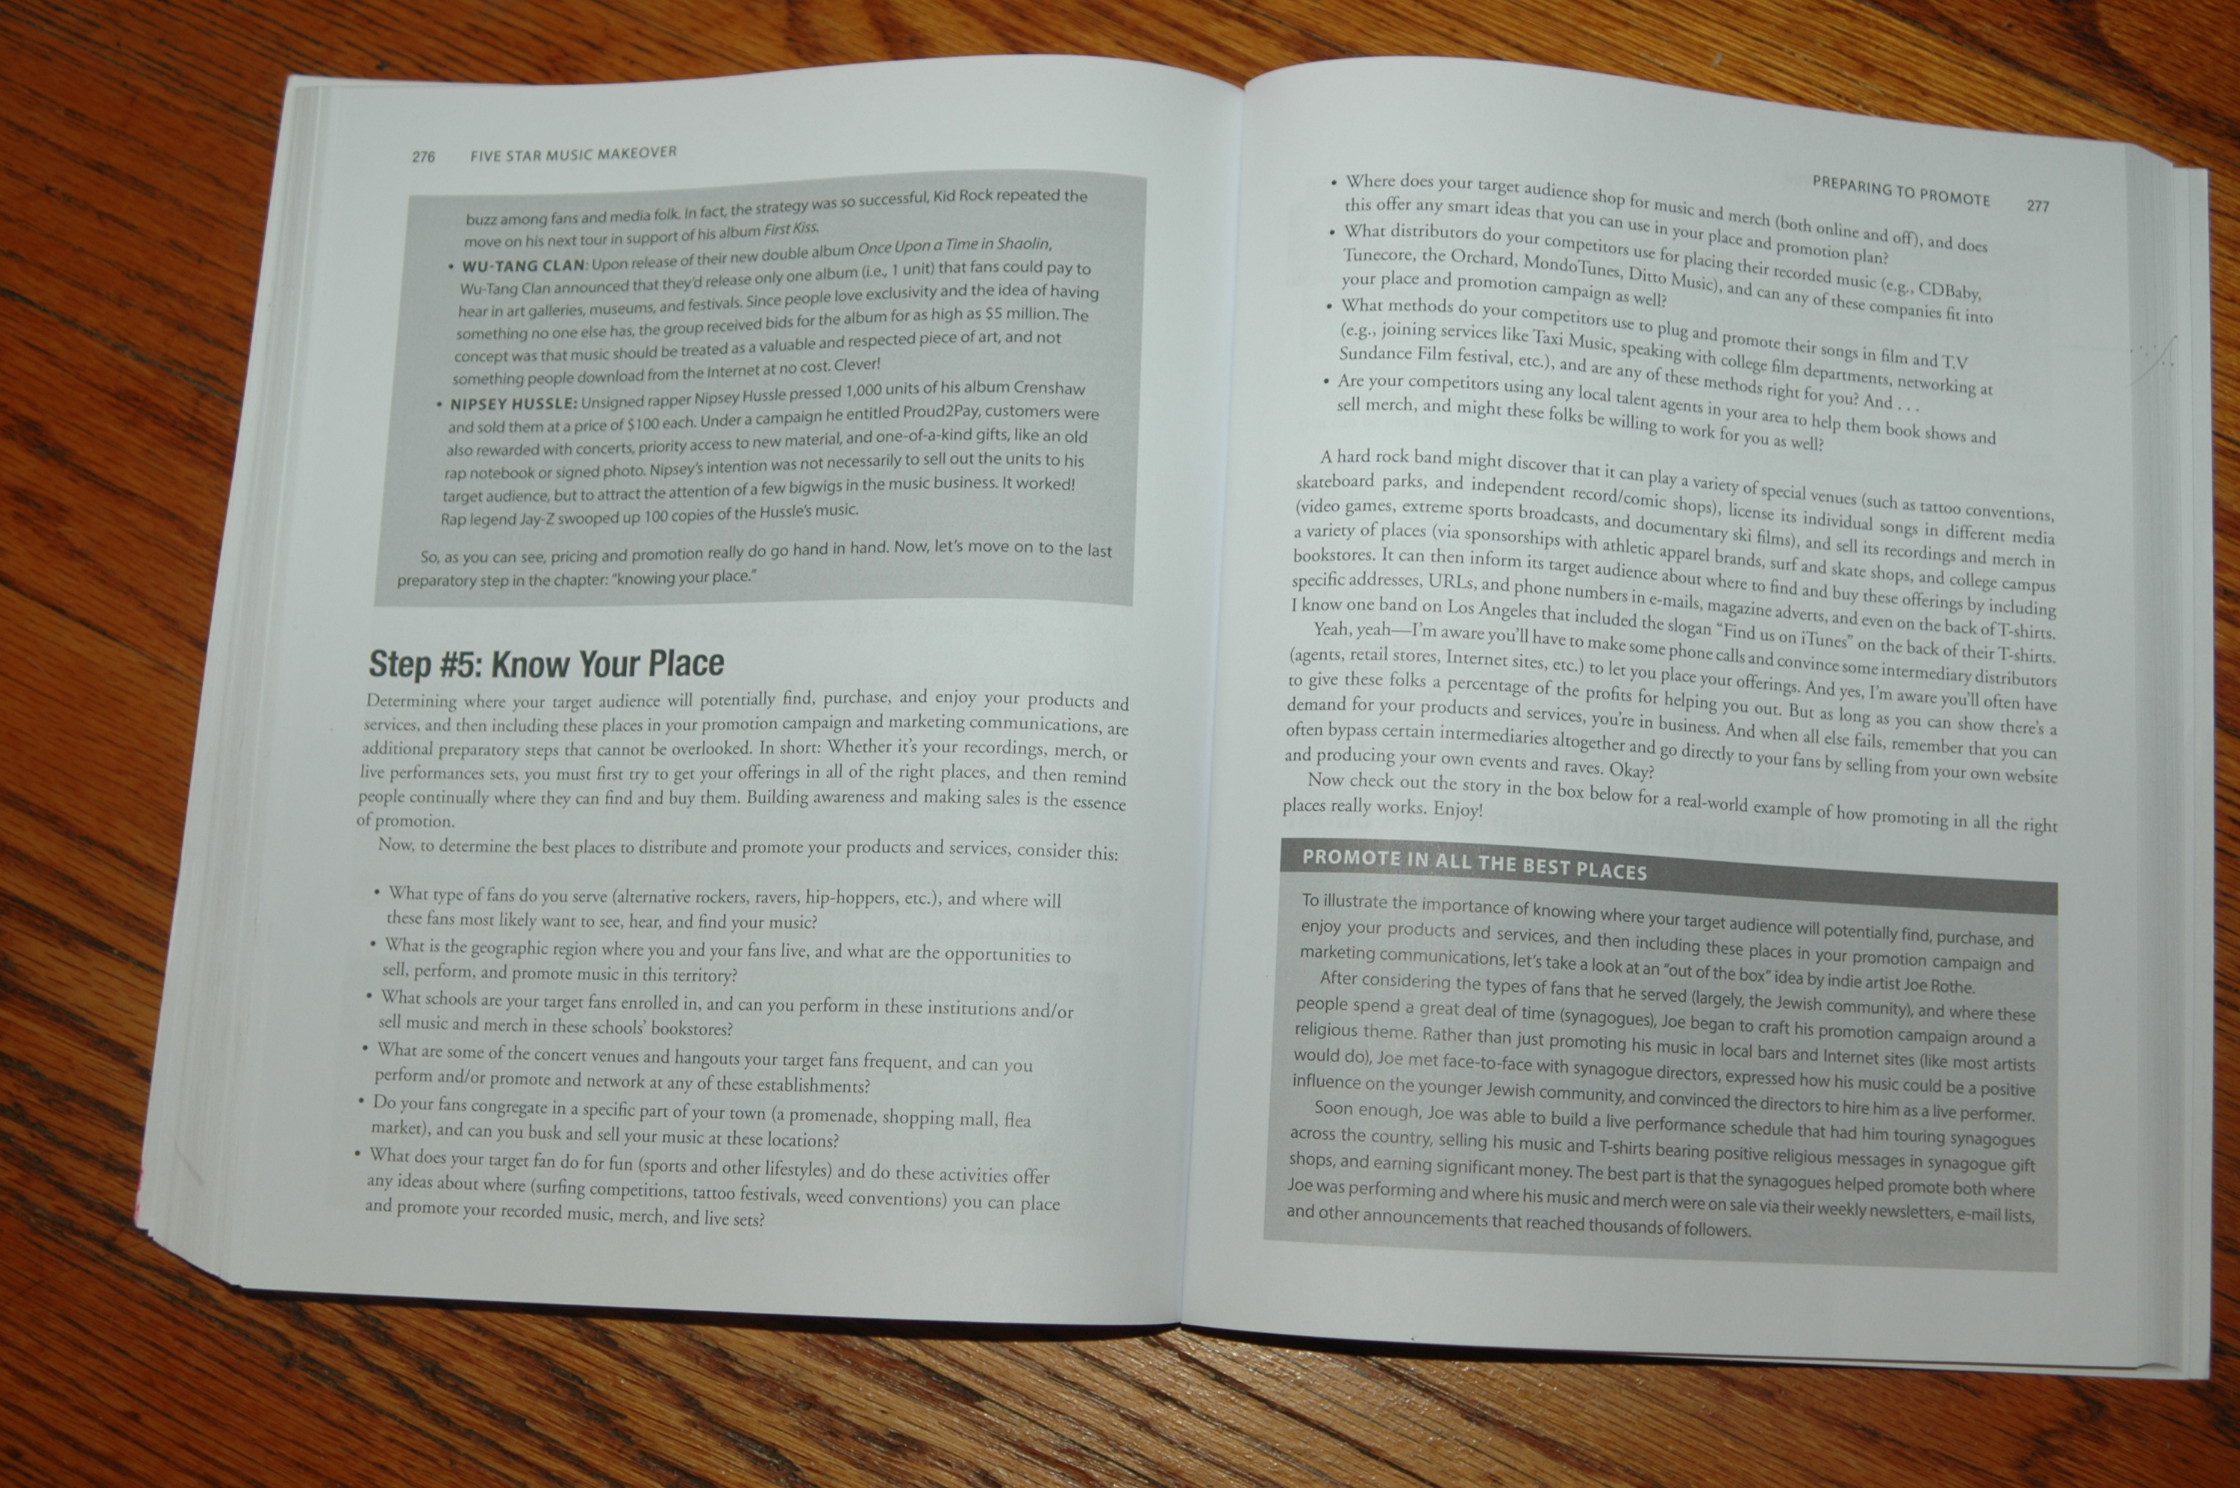 276 FIVE STAR MUSIC MAKEOVER
buzz among fans and media folk. In fact, the strategy was so successful, Kid Rock repeated the
move on his next tour in support of his album First Kiss.
• WU-TANG CLAN: Upon release of their new double album Once Upon a Time in Shaolin,
Wu-Tang Clan announced that they'd release only one album (i.e., 1 unit) that fans could pay to
hear in art galleries, museums, and festivals. Since people love exclusivity and the idea of having
something no one else has, the group received bids for the album for as high as $5 million. The
concept was that music should be treated as a valuable and respected piece of art, and not
something people download from the Internet at no cost. Clever!
• NIPSEY HUSSLE: Unsigned rapper Nipsey Hussle pressed 1,000 units of his album Crenshaw
and sold them at a price of $100 each. Under a campaign he entitled Proud2Pay, customers were
also rewarded with concerts, priority access to new material, and one-of-a-kind gifts, like an old
rap notebook or signed photo. Nipsey's intention was not necessarily to sell out the units to his
target audience, but to attract the attention of a few bigwigs in the music business. It worked!
Rap legend Jay-Z swooped up 100 copies of the Hussle's music.
So, as you can see, pricing and promotion really do go hand in hand. Now, let's move on to the last
preparatory step in the chapter: "knowing your place."
Step #5: Know Your Place
Determining where your target audience will potentially find, purchase, and enjoy your products and
services, and then including these places in your promotion campaign and marketing communications, are
additional preparatory steps that cannot be overlooked. In short: Whether it's your recordings, merch, or
live performances sets, you must first try to get your offerings in all of the right places, and then remind
people continually where they can find and buy them. Building awareness and making sales is the essence
of promotion.
Now, to determine the best places to distribute and promote your products and services, consider this:
• What type of fans do you serve (alternative rockers, ravers, hip-hoppers, etc.), and where will
these fans most likely want to see, hear, and find your music?
• What is the geographic region where you and your fans live, and what are the opportunities to
sell, perform, and promote music in this territory?
• What schools are your target fans enrolled in, and can you perform in these institutions and/or
sell music and merch in these schools' bookstores?
• What are some of the concert venues and hangouts your target fans frequent, and can you
perform and/or promote and network at any of these establishments?
• Do your fans congregate in a specific part of your town (a promenade, shopping mall, flea
market), and can you busk and sell your music at these locations?
• What does your target fan do for fun (sports and other lifestyles) and do these activities offer
any ideas about where (surfing competitions, tattoo festivals, weed conventions) you can place
and promote your recorded music, merch, and live sets?
PREPARING TO PROMOTE 277
• Where does your target audience shop for music and merch (both online and off), and does
this offer any smart ideas that you can use in your place and promotion plan?
• What distributors do your competitors use for placing their recorded music (e.g., CDBaby,
Tunecore, the Orchard, MondoTunes, Ditto Music), and can any of these companies fit into
your place and promotion campaign as well?
• What methods do your competitors use to plug and promote their songs in film and T.V
(e.g., joining services like Taxi Music, speaking with college film departments, networking at
Sundance Film festival, etc.), and are any of these methods right for you? And . . .
• Are your competitors using any local talent agents in your area to help them book shows and
sell merch, and might these folks be willing to work for you as well?
A hard rock band might discover that it can play a variety of special venues (such as tattoo conventions,
skateboard parks, and independent record/comic shops), license its individual songs in different media
(video games, extreme sports broadcasts, and documentary ski films), and sell its recordings and merch in
a variety of places (via sponsorships with athletic apparel brands, surf and skate shops, and college campus
bookstores. It can then inform its target audience about where to find and buy these offerings by including
specific addresses, URLs, and phone numbers in e-mails, magazine adverts, and even on the back of T-shirts.
I know one band on Los Angeles that included the slogan "Find us on iTunes" on the back of their T-shirts.
Yeah, yeah—I'm aware you'll have to make some phone calls and convince some intermediary distributors
(agents, retail stores, Internet sites, etc.) to let you place your offerings. And yes, I'm aware you'll often have
to give these folks a percentage of the profits for helping you out. But as long as you can show there's a
demand for your products and services, you're in business. And when all else fails, remember that you can
often bypass certain intermediaries altogether and go directly to your fans by selling from your own website
and producing your own events and raves. Okay?
Now check out the story in the box below for a real-world example of how promoting in all the right
places really works. Enjoy!
PROMOTE IN ALL THE BEST PLACES
To illustrate the importance of knowing where your target audience will potentially find, purchase, and
enjoy your products and services, and then including these places in your promotion campaign and
marketing communications, let's take a look at an "out of the box" idea by indie artist Joe Rothe.
After considering the types of fans that he served (largely, the Jewish community), and where these
people spend a great deal of time (synagogues), Joe began to craft his promotion campaign around a
religious theme. Rather than just promoting his music in local bars and Internet sites (like most artists
would do), Joe met face-to-face with synagogue directors, expressed how his music could be a positive
influence on the younger Jewish community, and convinced the directors to hire him as a live performer.
Soon enough, Joe was able to build a live performance schedule that had him touring synagogues
across the country, selling his music and T-shirts bearing positive religious messages in synagogue gift
shops, and earning significant money. The best part is that the synagogues helped promote both where
Joe was performing and where his music and merch were on sale via their weekly newsletters, e-mail lists,
and other announcements that reached thousands of followers.